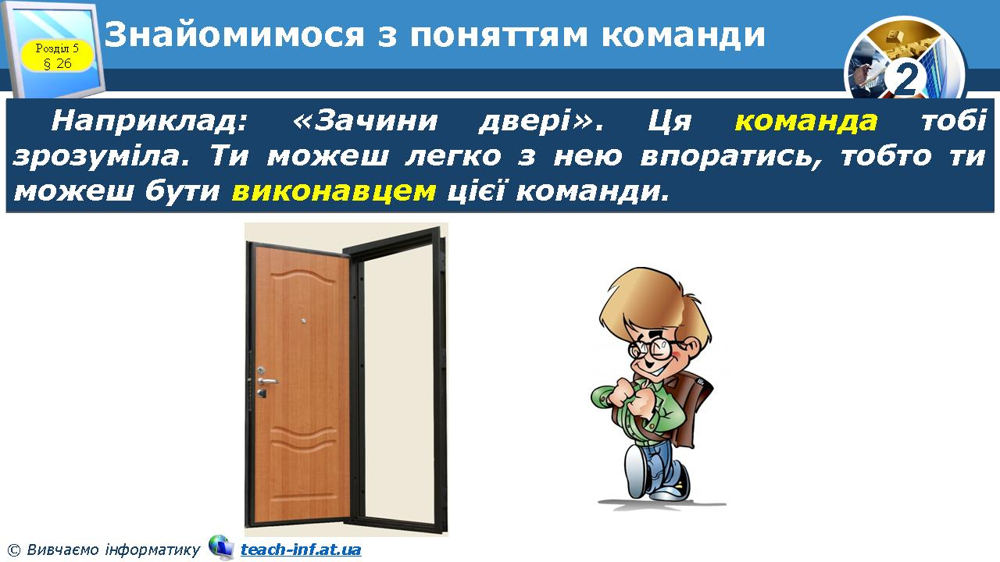 Розділ 5
§ 26
Знайомимося з поняттям команди
2
Наприклад: «Зачини двері». Ця команда тобі
зрозуміла. Ти можеш легко з нею впоратись, тобто ти
можеш бути виконавцем цієї команди.
© Вивчаємо інформатику teach-inf.at.ua